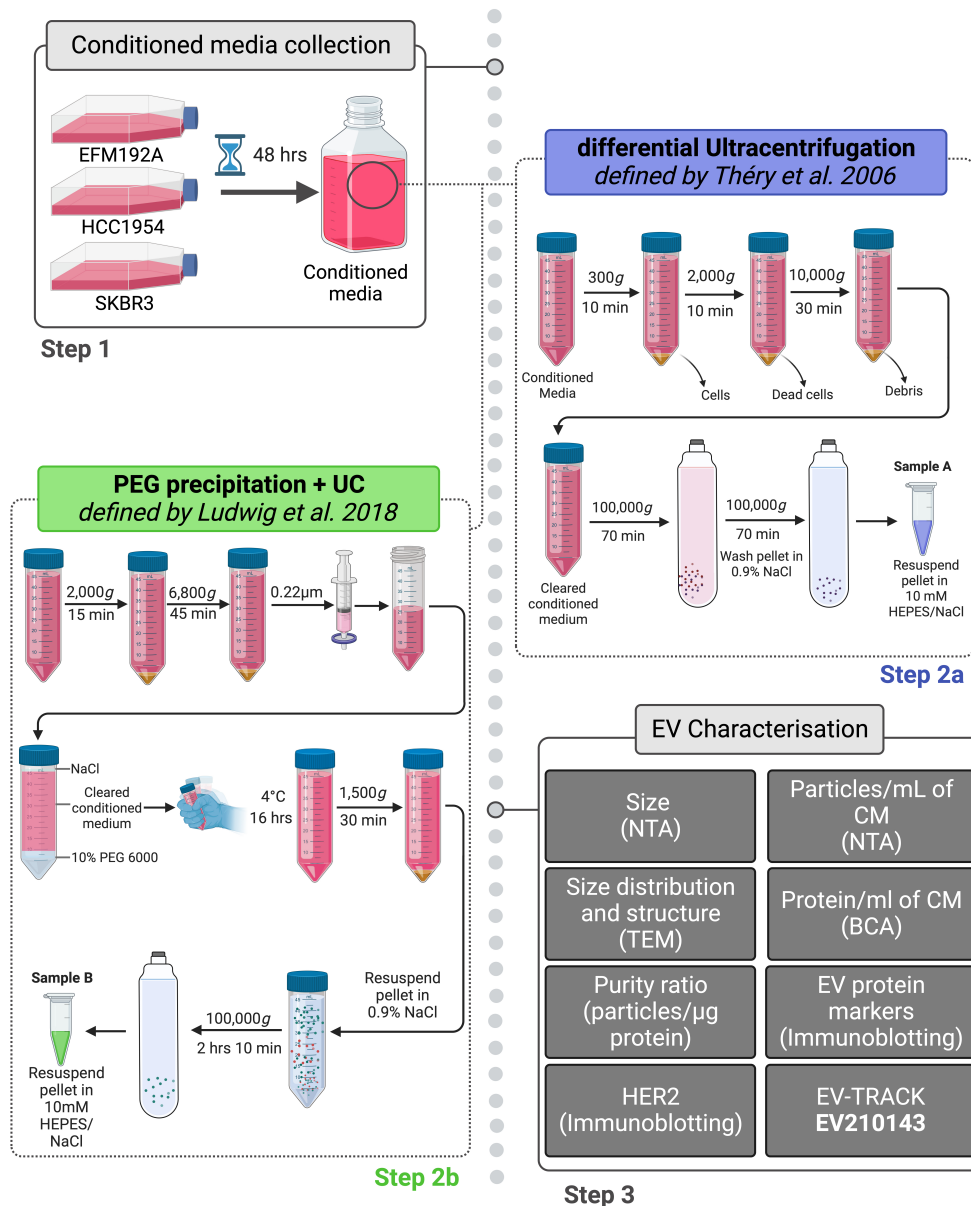 Conditioned media collection
EFM192A
HCC1954
SKBR3
48 hrs
Conditioned
media
Step 1
differential Ultracentrifugation
defined by Théry et al. 2006
300g
10 min
2,000g
10 min
10,000g
30 min
Conditioned
Media
Cells
Dead cells
Debris
Cleared
conditioned
medium
100,000g
70 min
100,000g
70 min
Wash pellet in
0.9% NaCl
Sample A
Resuspend
pellet in
10 mM
HEPES/NaCl
Step 2a
PEG precipitation + UC
defined by Ludwig et al. 2018
2,000g
15 min
6,800g
45 min
0.22µm
NaCl
Cleared
conditioned
medium
10% PEG 6000
4°C
16 hrs
1,500g
30 min
Resuspend
pellet in
0.9% NaCl
100,000g
2 hrs 10 min
Sample B
Resuspend
pellet in
10mM
HEPES/
NaCl
Step 2b
EV Characterisation
Size
(NTA)
Particles/mL of
CM
(NTA)
Size distribution
and structure
(TEM)
Protein/ml of CM
(BCA)
Purity ratio
(particles/µg
protein)
EV protein
markers
(Immunoblotting)
HER2
(Immunoblotting)
EV-TRACK
EV210143
Step 3